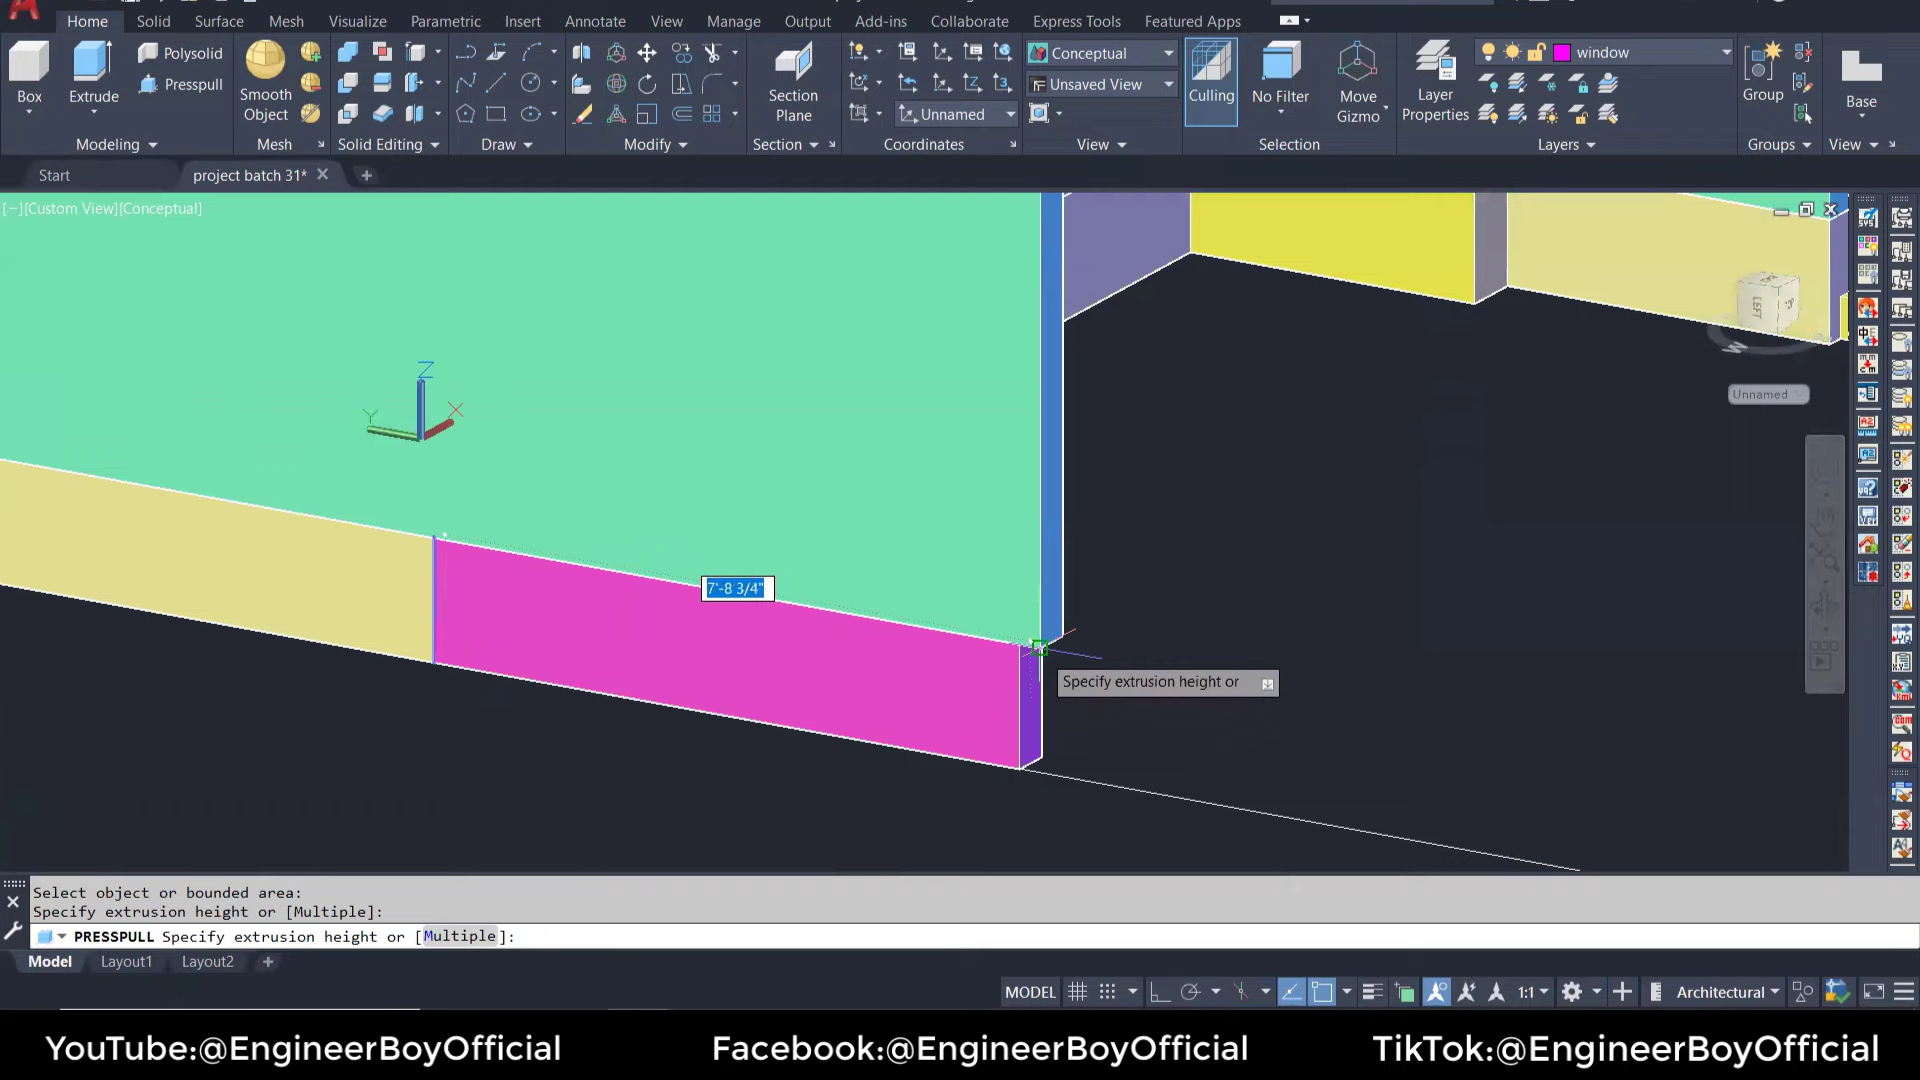 Home Solid Surface Mesh Visualize Parametric Insert Annotate View Manage Output Add-ins Collaborate Express Tools Featured Apps
Box
Extrude
Polysolid
Presspull
Smooth Object
Section Plane
Unnamed
Conceptual
Unsaved View
Culling
No Filter
Move Gizmo
Layer Properties
window
Group
Base
Modeling Mesh Solid Editing Draw Modify Section Coordinates View Selection Layers Groups View
Start project batch 31*
[−][Custom View][Conceptual]
LEFT
W
Unnamed
Z
Y X
7'-8 3/4"
Specify extrusion height or
Select object or bounded area:
Specify extrusion height or [Multiple]:
PRESSPULL Specify extrusion height or [Multiple]:
Model Layout1 Layout2
MODEL 1:1 Architectural
YouTube:@EngineerBoyOfficial Facebook:@EngineerBoyOfficial TikTok:@EngineerBoyOfficial